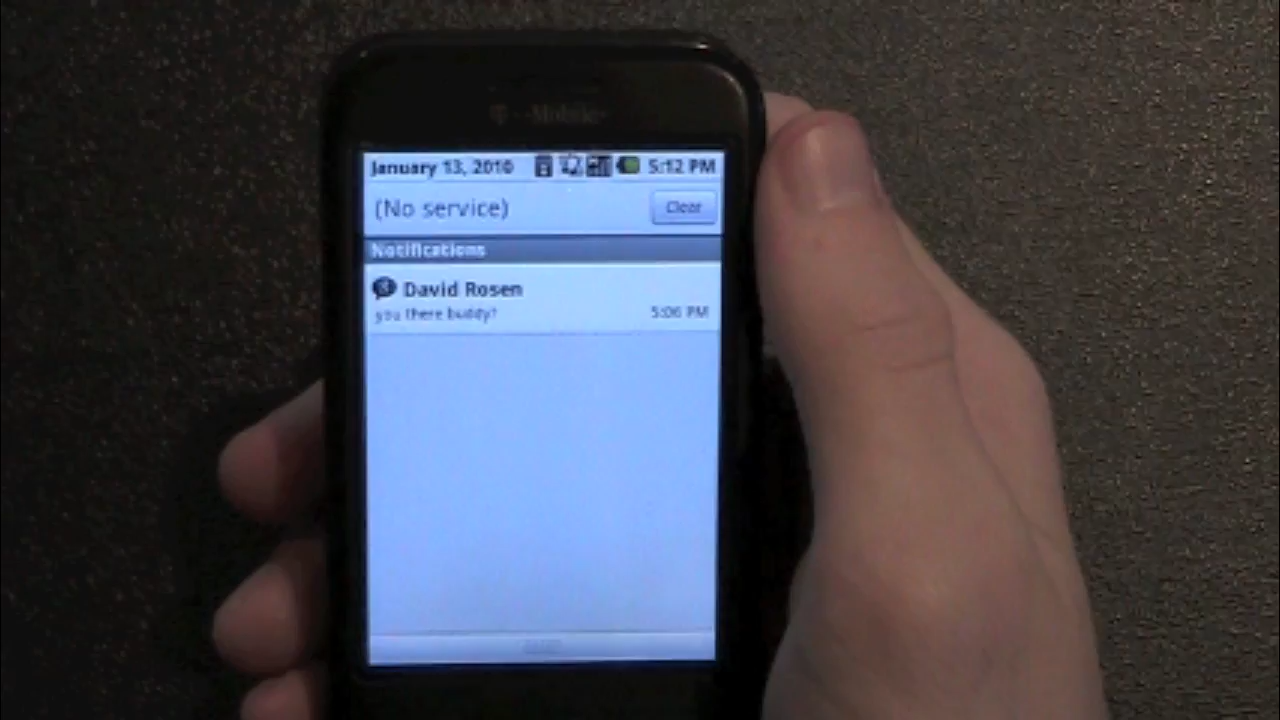 T-Mobile
January 13, 2010 5:12 PM
(No service) Clear
Notifications
David Rosen
you there buddy? 5:06 PM